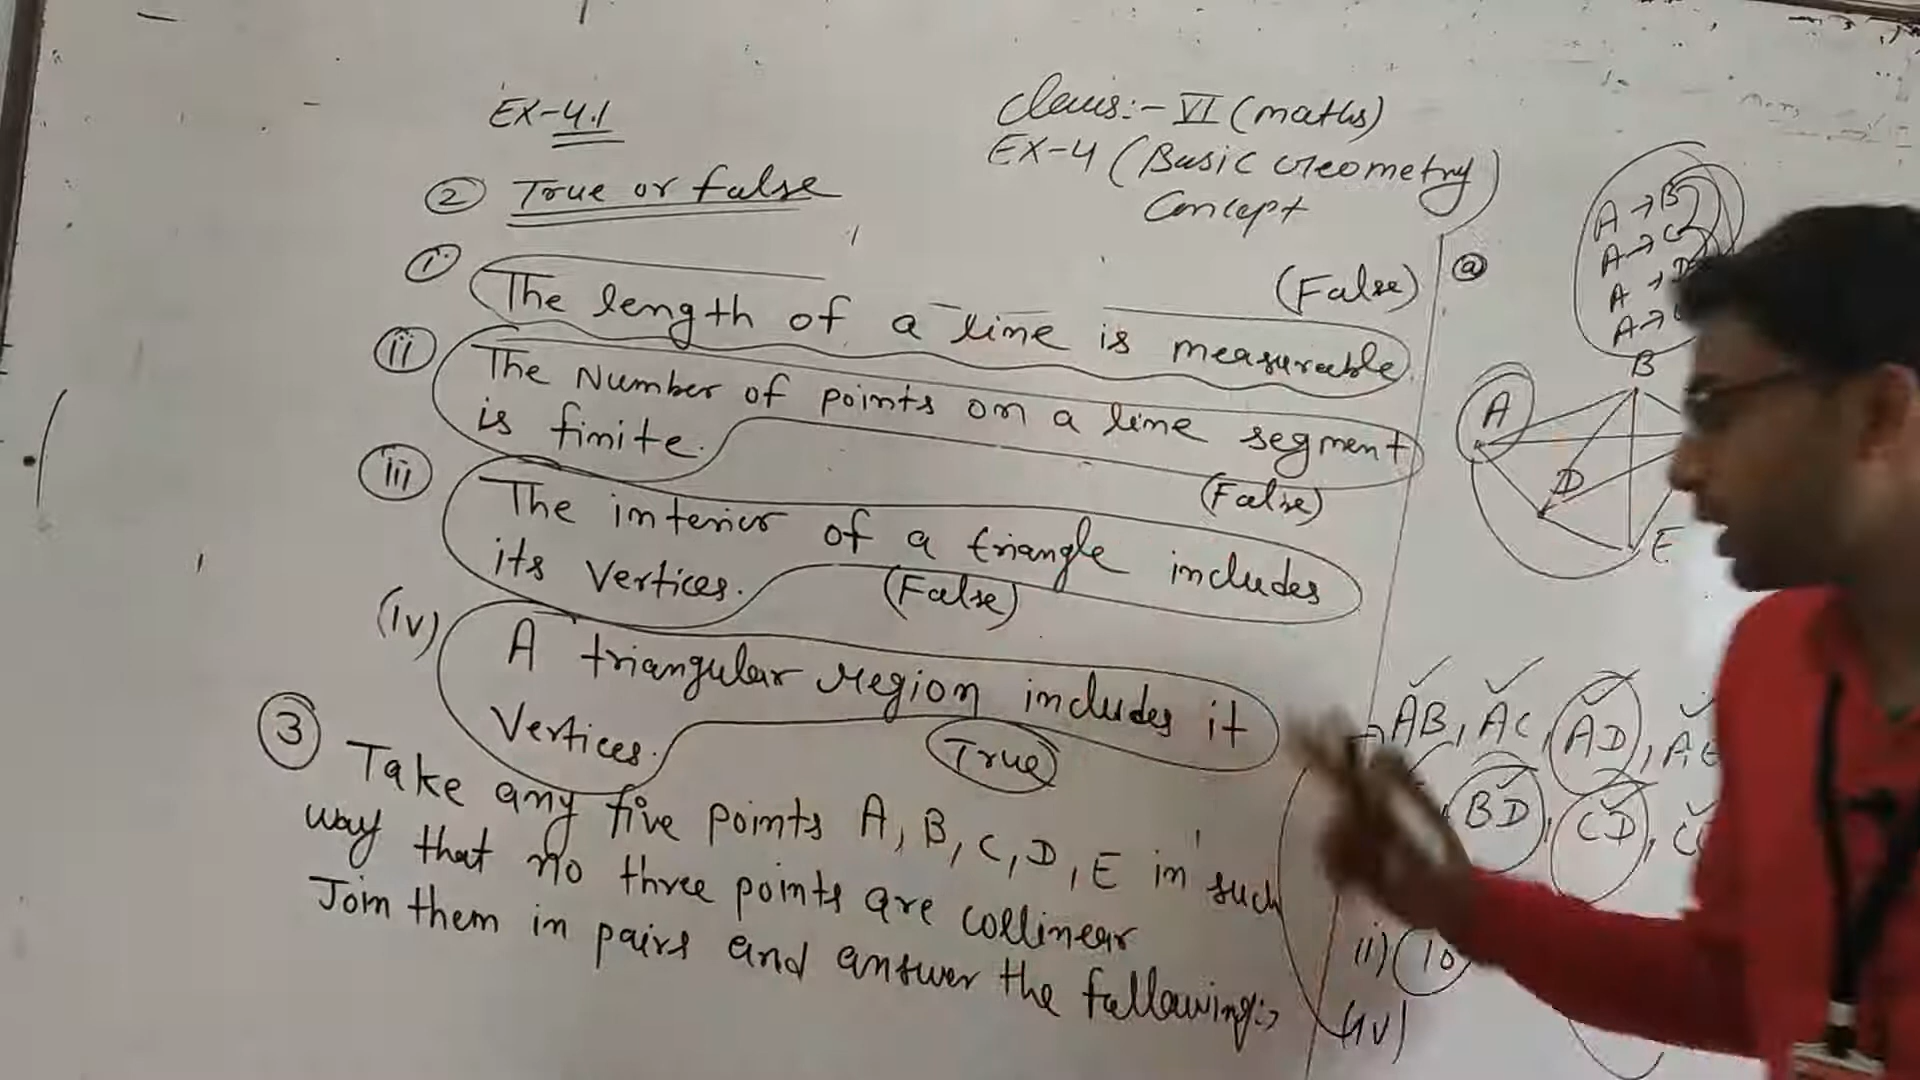 EX-4.1
Class:- VI (maths)
EX-4 (Basic Geometry
Concept
② True or false
i The length of a line is measurable. (False)
ii The Number of points on a line segment
is finite. (False)
iii The interior of a triangle includes
its vertices. (False)
(iv) A triangular region includes it
Vertices. (True)
③ Take any five points A, B, C, D, E in such
way that no three points are collinear
Join them in pairs and answer the following:-
ⓐ
A → B
A → C
A → D
A →
B
A
D
E
→ AB, AC, AD, AE
BD, CD,
ii) 10
(iv)